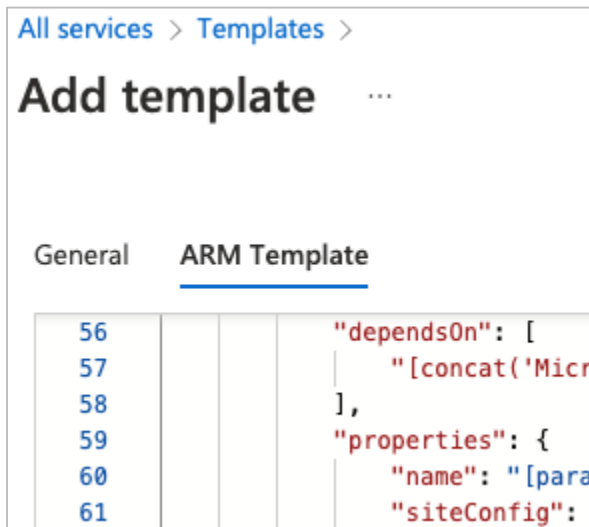 All services > Templates >
Add template ...
General ARM Template
56 "dependsOn": [
57 "[concat('Micr
58 ],
59 "properties": {
60 "name": "[para
61 "siteConfig":